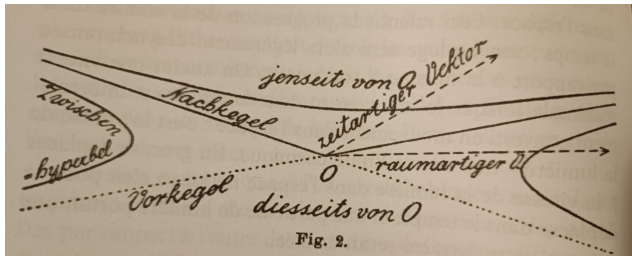 jenseits von O
zeitartiger Vektor
Nachkegel
Zwischen
-hyperbel
O
raumartiger V.
Vorkegel
diesseits von O
Fig. 2.